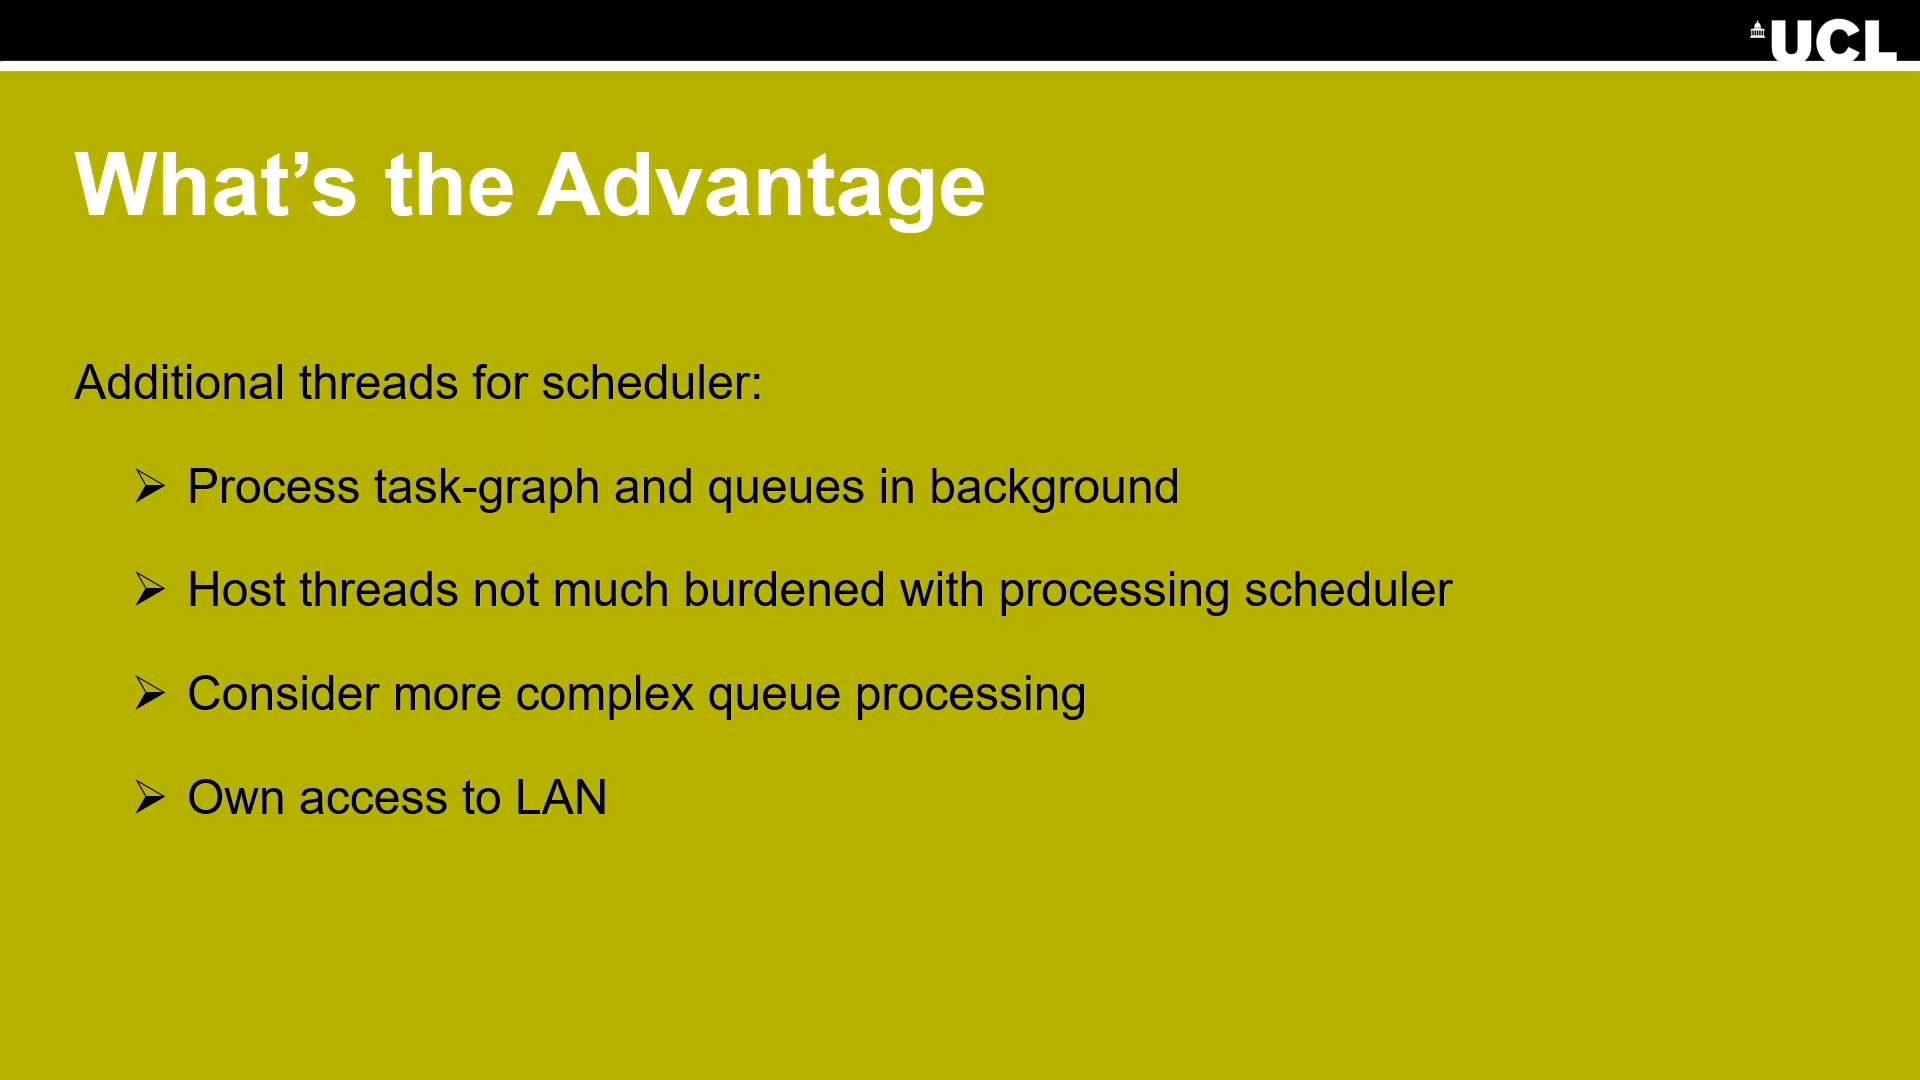 UCL
What’s the Advantage
Additional threads for scheduler:
➢ Process task-graph and queues in background
➢ Host threads not much burdened with processing scheduler
➢ Consider more complex queue processing
➢ Own access to LAN